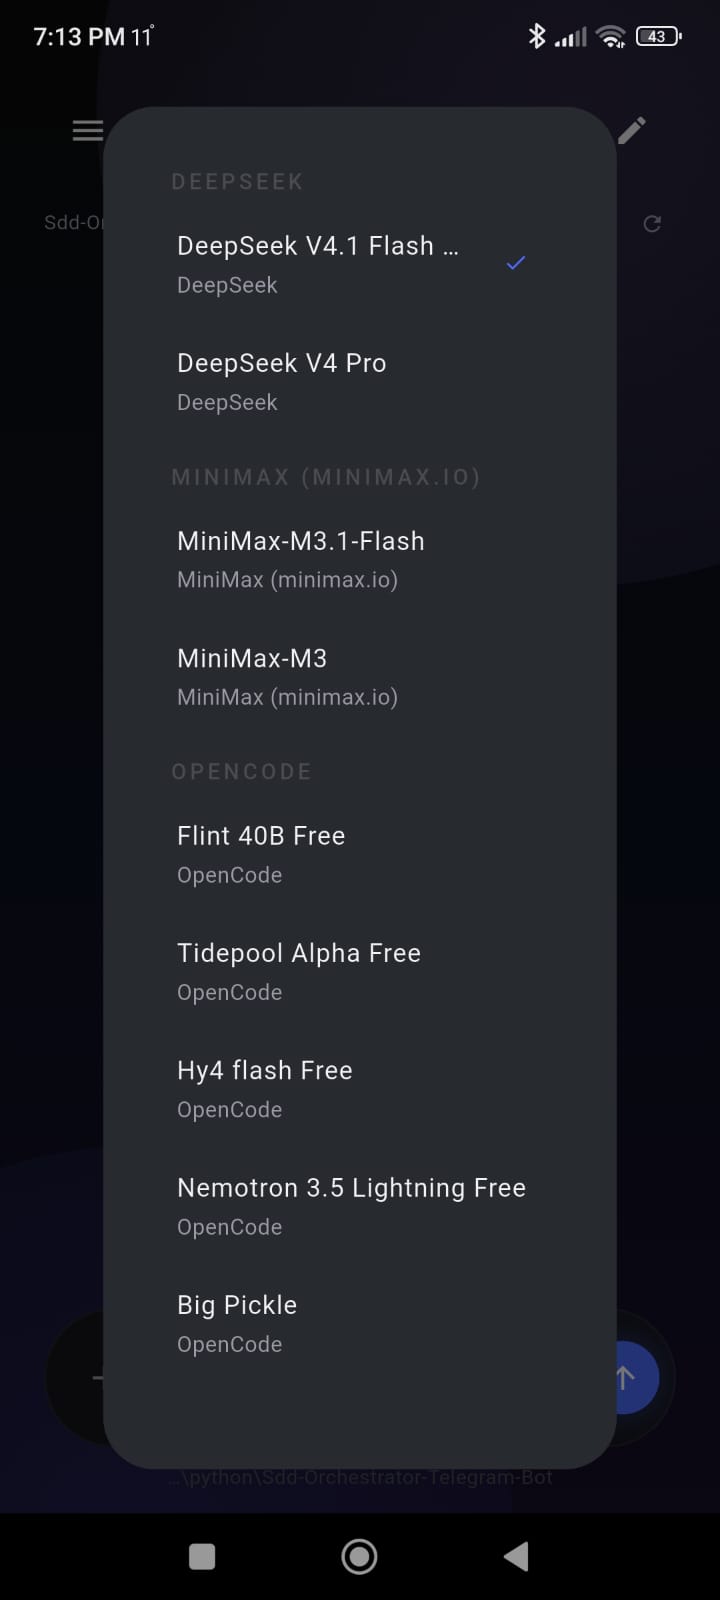 7:13 PM 11°
43
Sdd-Or
DEEPSEEK
DeepSeek V4.1 Flash ...
DeepSeek
DeepSeek V4 Pro
DeepSeek
MINIMAX (MINIMAX.IO)
MiniMax-M3.1-Flash
MiniMax (minimax.io)
MiniMax-M3
MiniMax (minimax.io)
OPENCODE
Flint 40B Free
OpenCode
Tidepool Alpha Free
OpenCode
Hy4 flash Free
OpenCode
Nemotron 3.5 Lightning Free
OpenCode
Big Pickle
OpenCode
...\python\Sdd-Orchestrator-Telegram-Bot